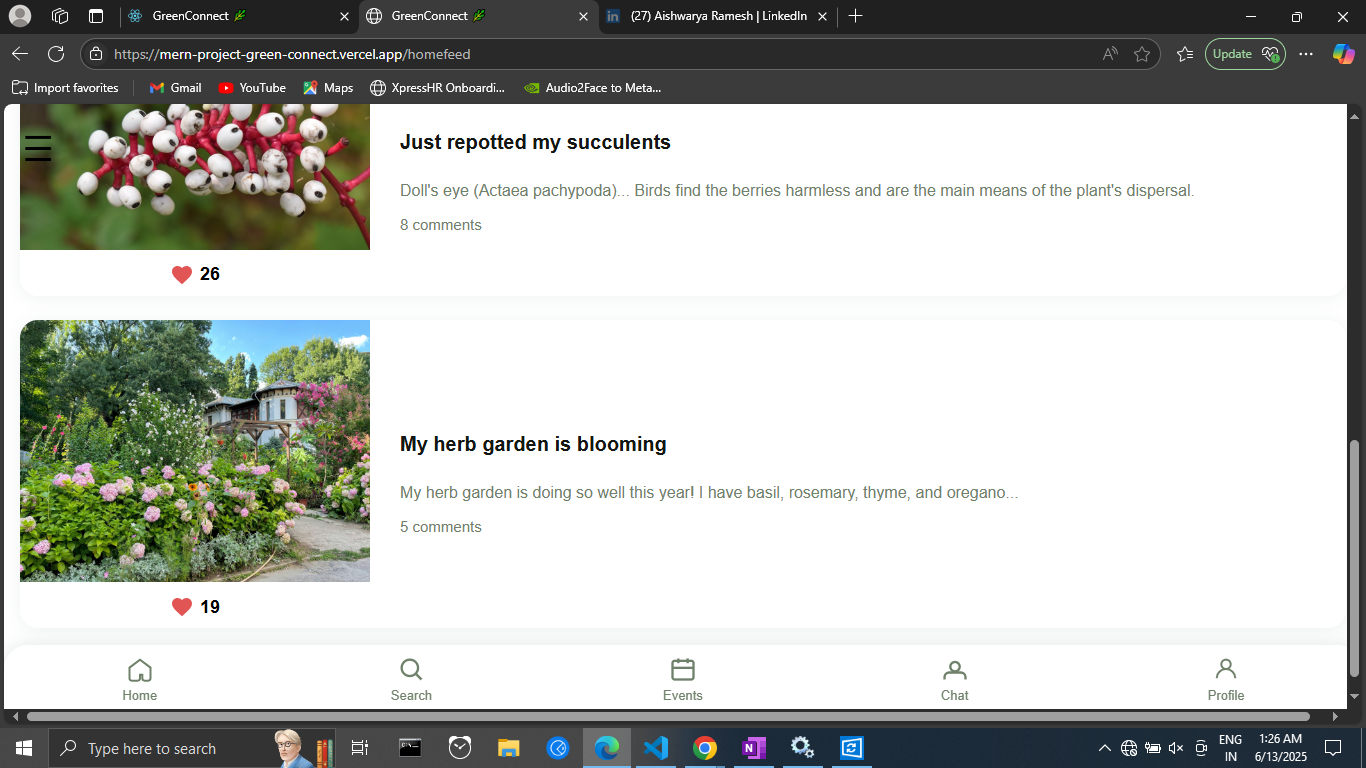 GreenConnect
GreenConnect
(27) Aishwarya Ramesh | LinkedIn
https://mern-project-green-connect.vercel.app/homefeed
Update
Import favorites
Gmail
YouTube
Maps
XpressHR Onboardi...
Audio2Face to Meta...
Just repotted my succulents
Doll's eye (Actaea pachypoda)... Birds find the berries harmless and are the main means of the plant's dispersal.
8 comments
26
My herb garden is blooming
My herb garden is doing so well this year! I have basil, rosemary, thyme, and oregano...
5 comments
19
Home
Search
Events
Chat
Profile
Type here to search
ENG
IN
1:26 AM
6/13/2025